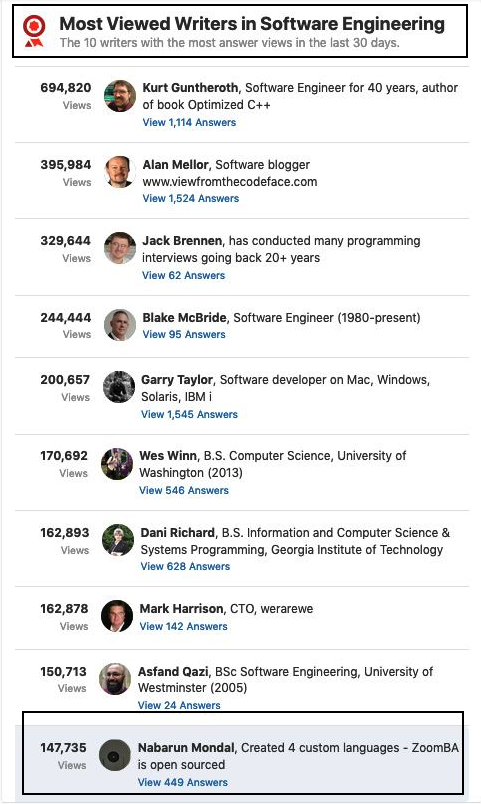 Most Viewed Writers in Software Engineering
The 10 writers with the most answer views in the last 30 days.
694,820
Views
Kurt Guntheroth, Software Engineer for 40 years, author
of book Optimized C++
View 1,114 Answers
395,984
Views
Alan Mellor, Software blogger
www.viewfromthecodeface.com
View 1,524 Answers
329,644
Views
Jack Brennen, has conducted many programming
interviews going back 20+ years
View 62 Answers
244,444
Views
Blake McBride, Software Engineer (1980-present)
View 95 Answers
200,657
Views
Garry Taylor, Software developer on Mac, Windows,
Solaris, IBM i
View 1,545 Answers
170,692
Views
Wes Winn, B.S. Computer Science, University of
Washington (2013)
View 546 Answers
162,893
Views
Dani Richard, B.S. Information and Computer Science &
Systems Programming, Georgia Institute of Technology
View 628 Answers
162,878
Views
Mark Harrison, CTO, werarewe
View 142 Answers
150,713
Views
Asfand Qazi, BSc Software Engineering, University of
Westminster (2005)
View 24 Answers
147,735
Views
Nabarun Mondal, Created 4 custom languages - ZoomBA
is open sourced
View 449 Answers